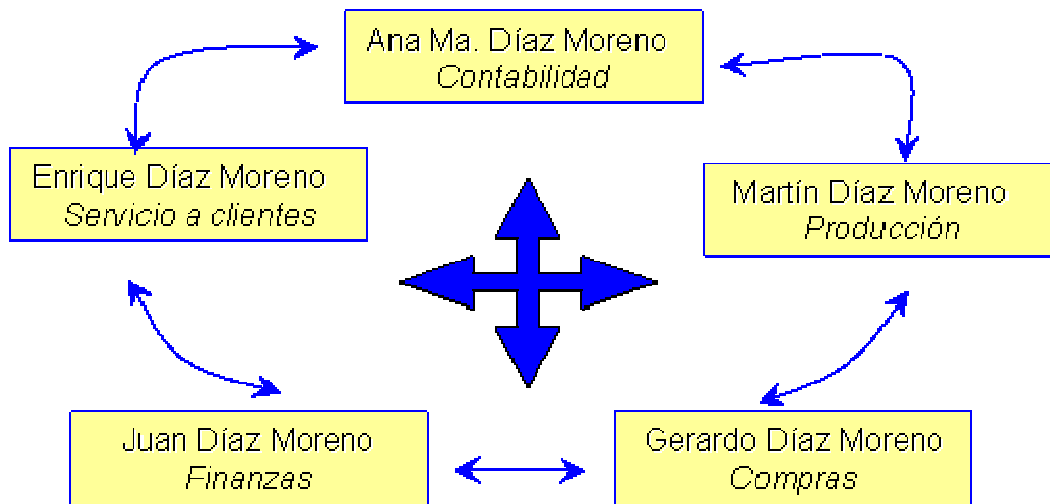 Ana Ma. Díaz Moreno
Contabilidad
Enrique Díaz Moreno
Servicio a clientes
Martín Díaz Moreno
Producción
Juan Díaz Moreno
Finanzas
Gerardo Díaz Moreno
Compras